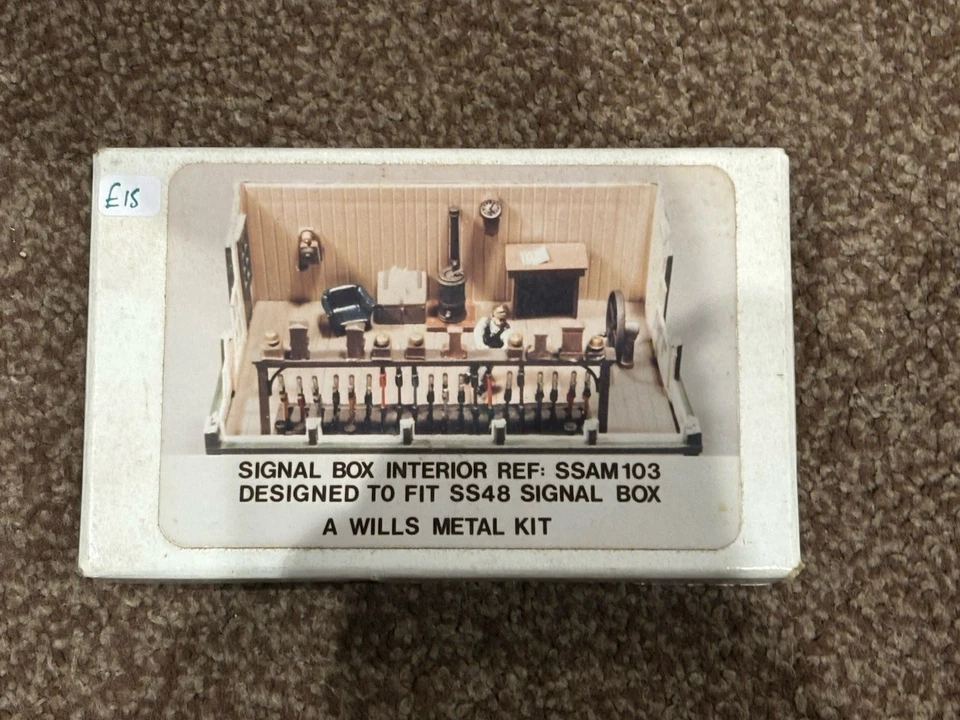 £15
SIGNAL BOX INTERIOR REF: SSAM103
DESIGNED TO FIT SS48 SIGNAL BOX
A WILLS METAL KIT